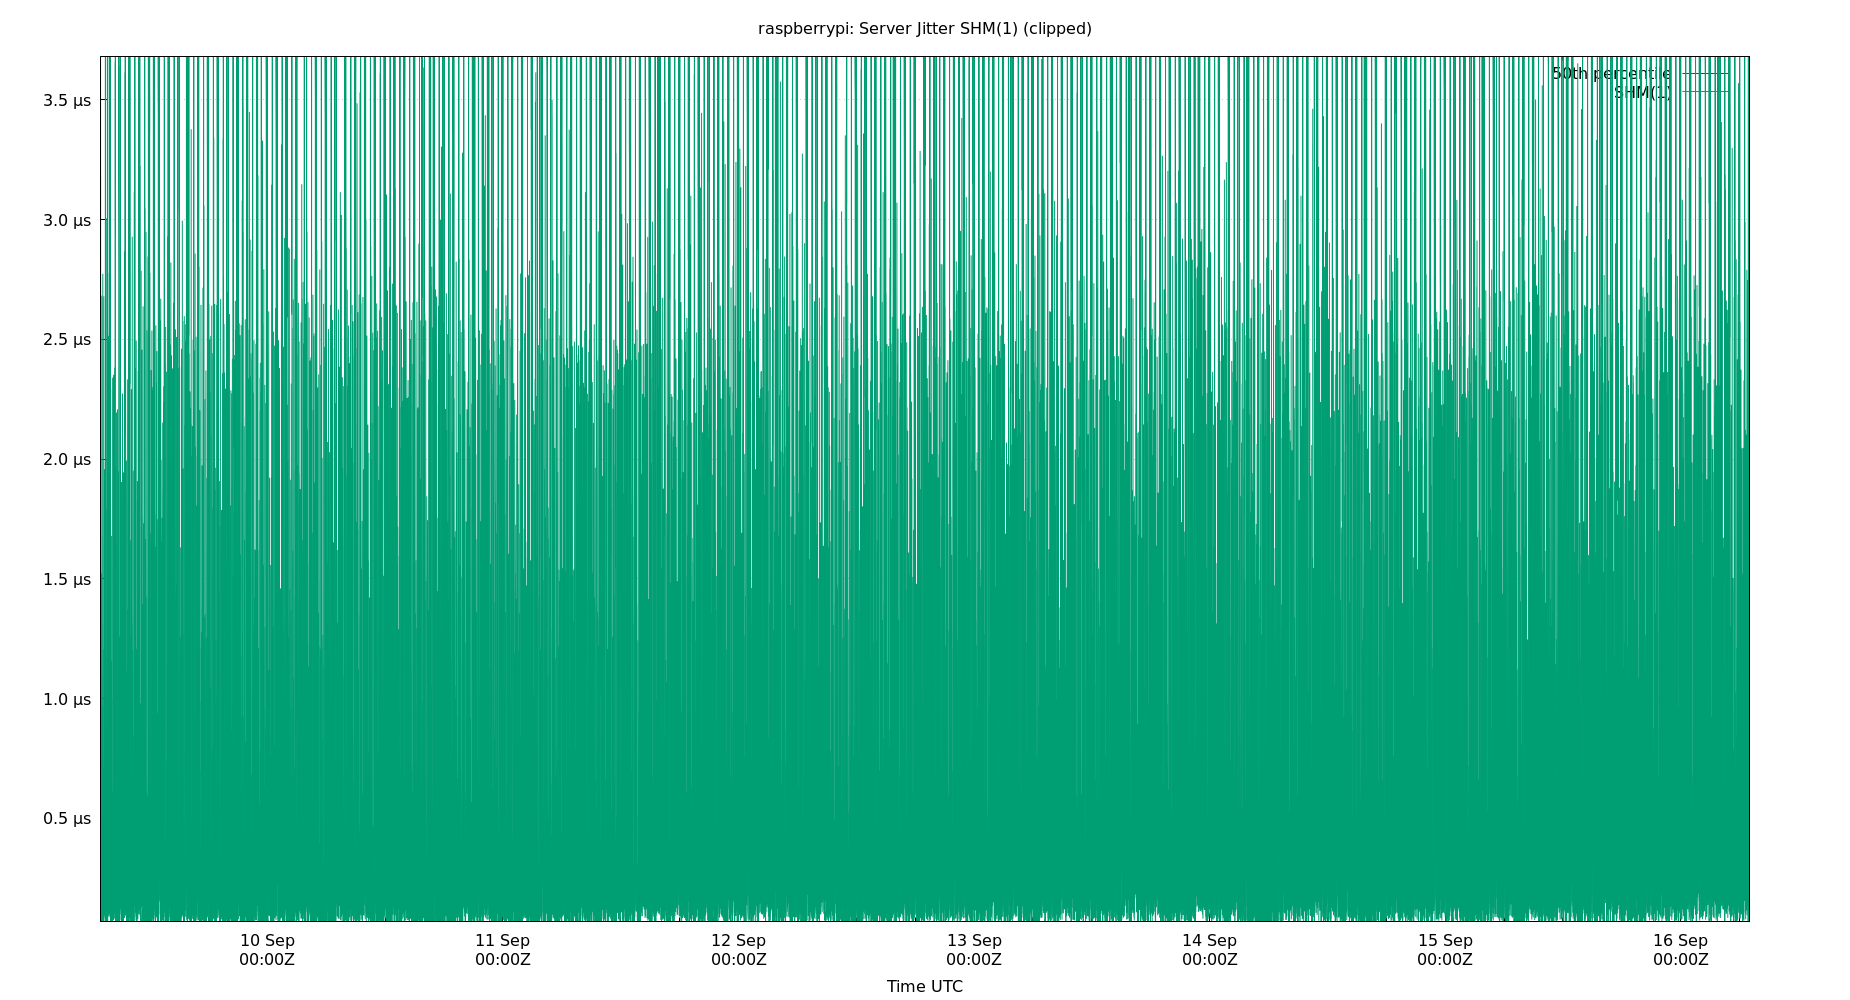 raspberrypi: Server Jitter SHM(1) (clipped)
50th percentile
SHM(1)
3.5 µs
3.0 µs
2.5 µs
2.0 µs
1.5 µs
1.0 µs
0.5 µs
10 Sep 11 Sep 12 Sep 13 Sep 14 Sep 15 Sep 16 Sep
00:00Z 00:00Z 00:00Z 00:00Z 00:00Z 00:00Z 00:00Z
Time UTC